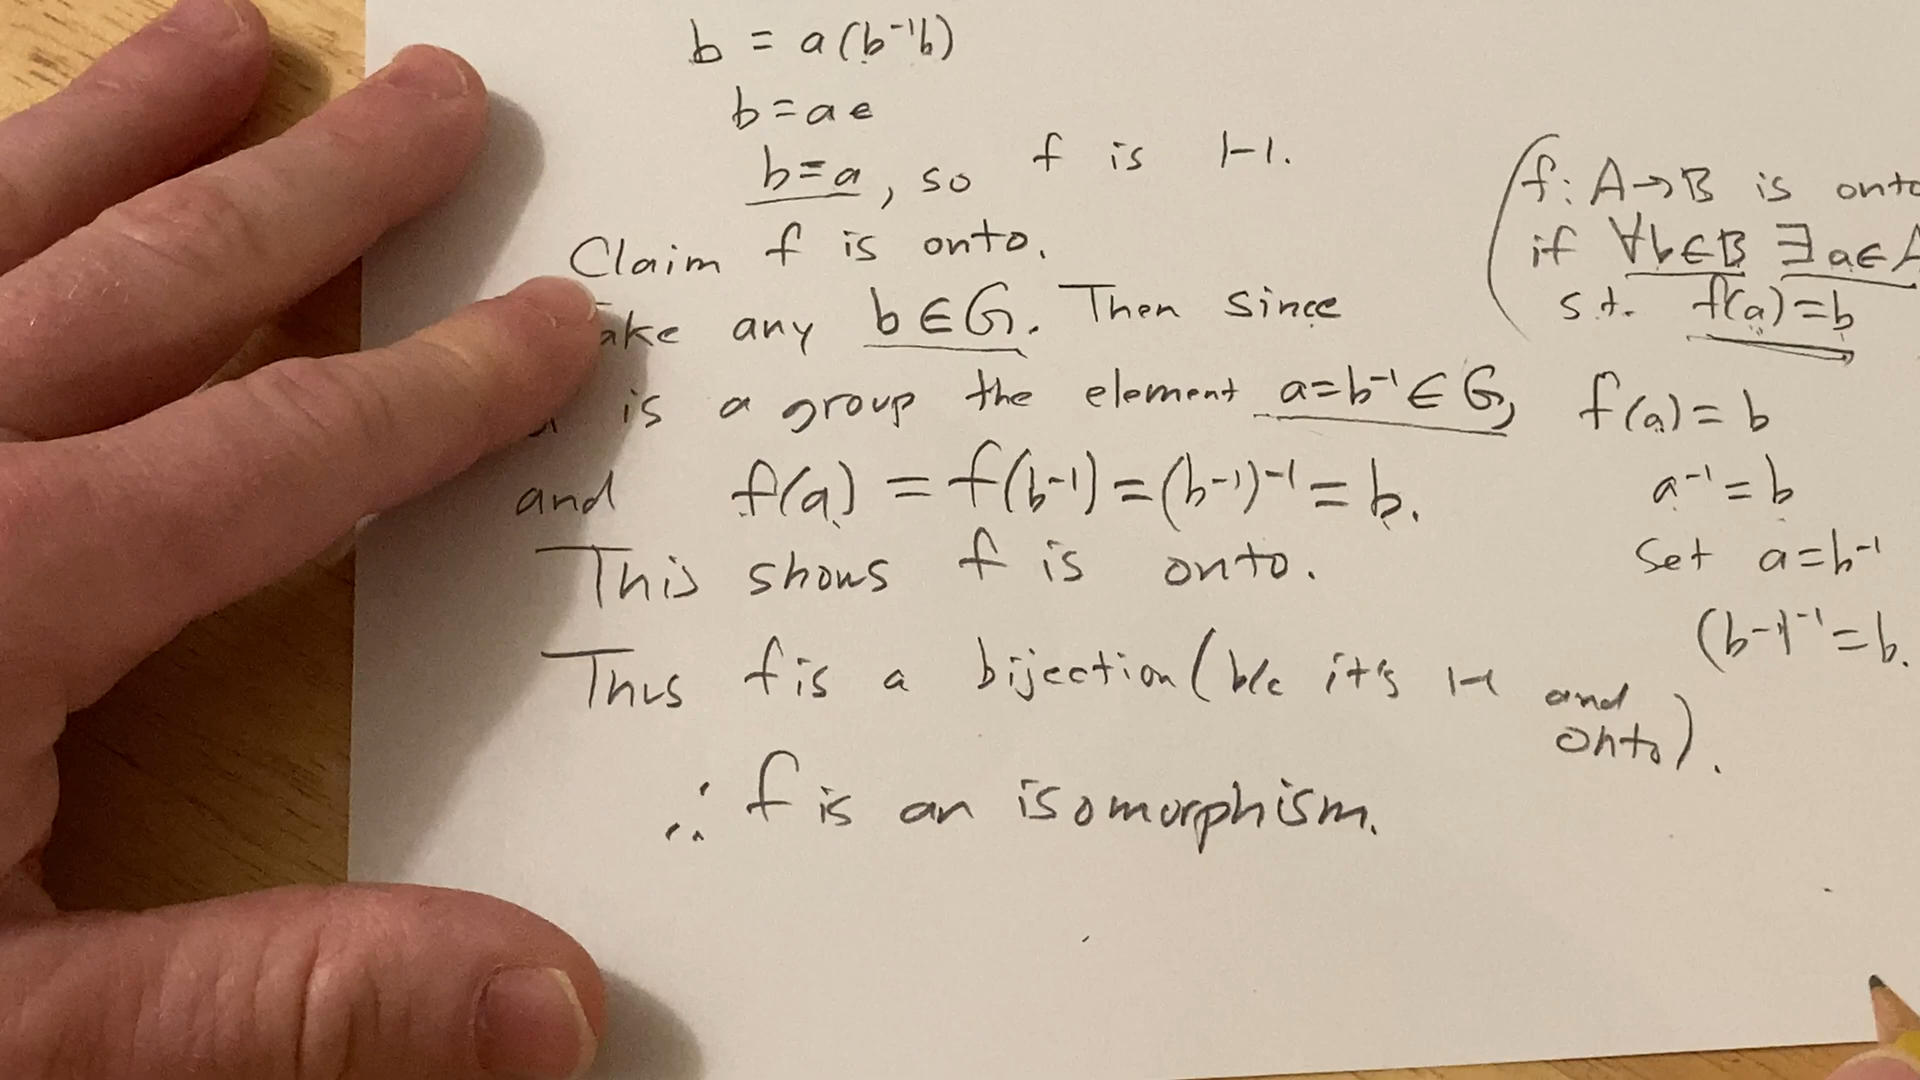 b = a(b⁻¹b)
b = ae
b = a, so f is 1-1.
Claim f is onto.
any b ∈ G. Then since
is a group the element a = b⁻¹ ∈ G,
and f(a) = f(b⁻¹) = (b⁻¹)⁻¹ = b.
This shows f is onto.
Thus f is a bijection (b/c it's 1-1 and
onto).
∴ f is an isomorphism.
(f: A → B is onto
if ∀b ∈ B ∃ a ∈ A
s.t. f(a) = b
f(a) = b
a⁻¹ = b
Set a = b⁻¹
(b⁻¹)⁻¹ = b.